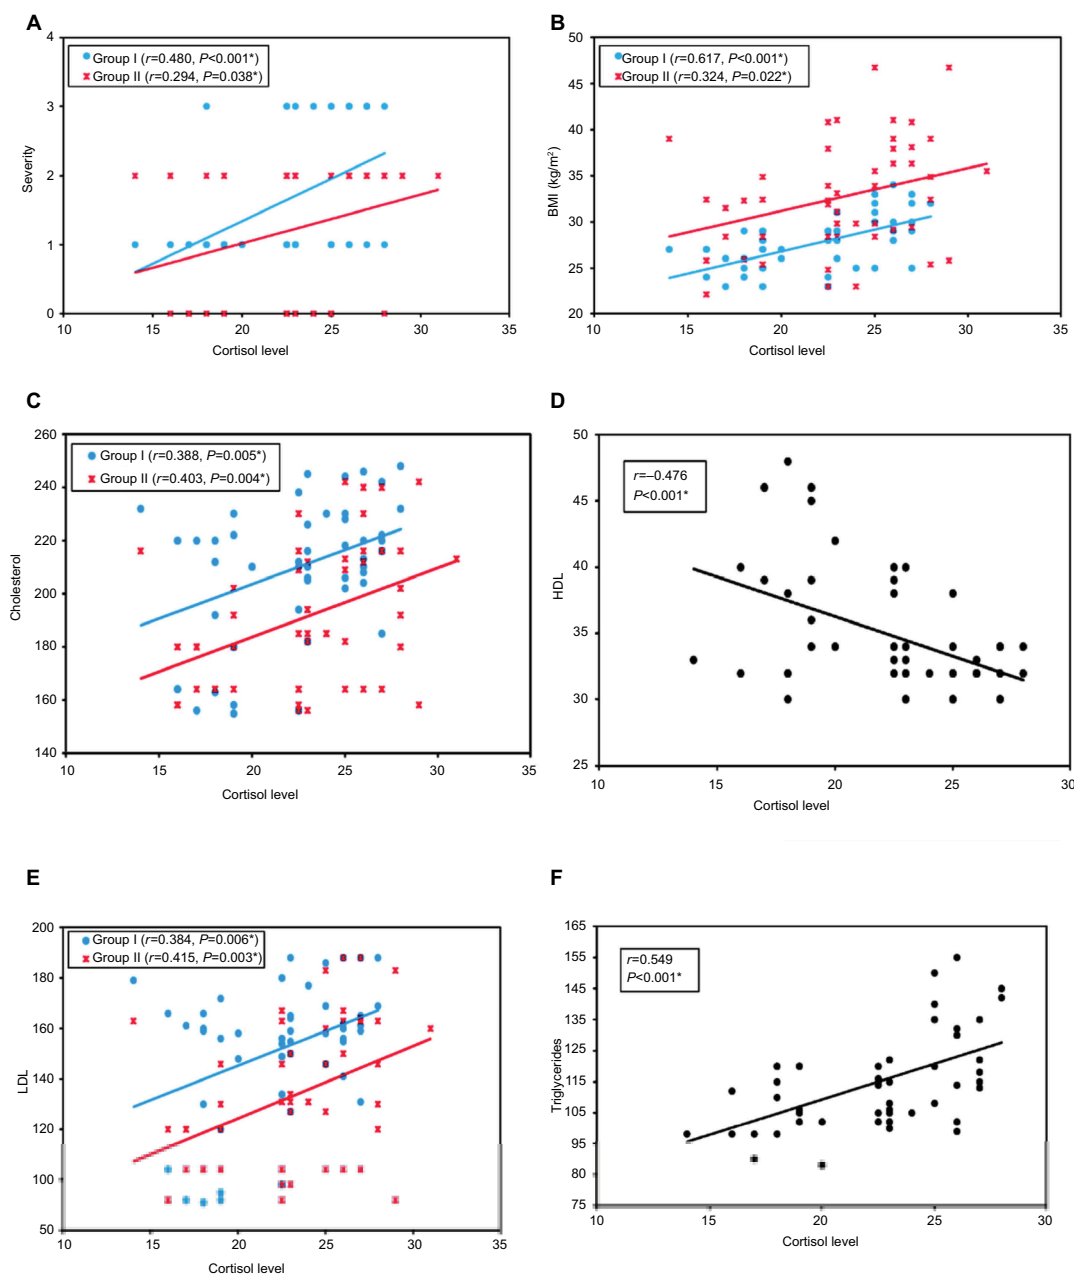 A
4
3
2
1
0
Severity
Group I (r=0.480, P<0.001*)
Group II (r=0.294, P=0.038*)
10 15 20 25 30 35
Cortisol level
B
50
45
40
35
30
25
20
BMI (kg/m²)
Group I (r=0.617, P<0.001*)
Group II (r=0.324, P=0.022*)
10 15 20 25 30 35
Cortisol level
C
260
240
220
200
180
160
140
Cholesterol
Group I (r=0.388, P=0.005*)
Group II (r=0.403, P=0.004*)
10 15 20 25 30 35
Cortisol level
D
50
45
40
35
30
25
HDL
r=–0.476
P<0.001*
10 15 20 25 30
Cortisol level
E
200
180
160
140
120
100
50
LDL
Group I (r=0.384, P=0.006*)
Group II (r=0.415, P=0.003*)
10 15 20 25 30 35
Cortisol level
F
165
155
145
135
125
115
105
95
80
75
Triglycerides
r=0.549
P<0.001*
10 15 20 25 30
Cortisol level